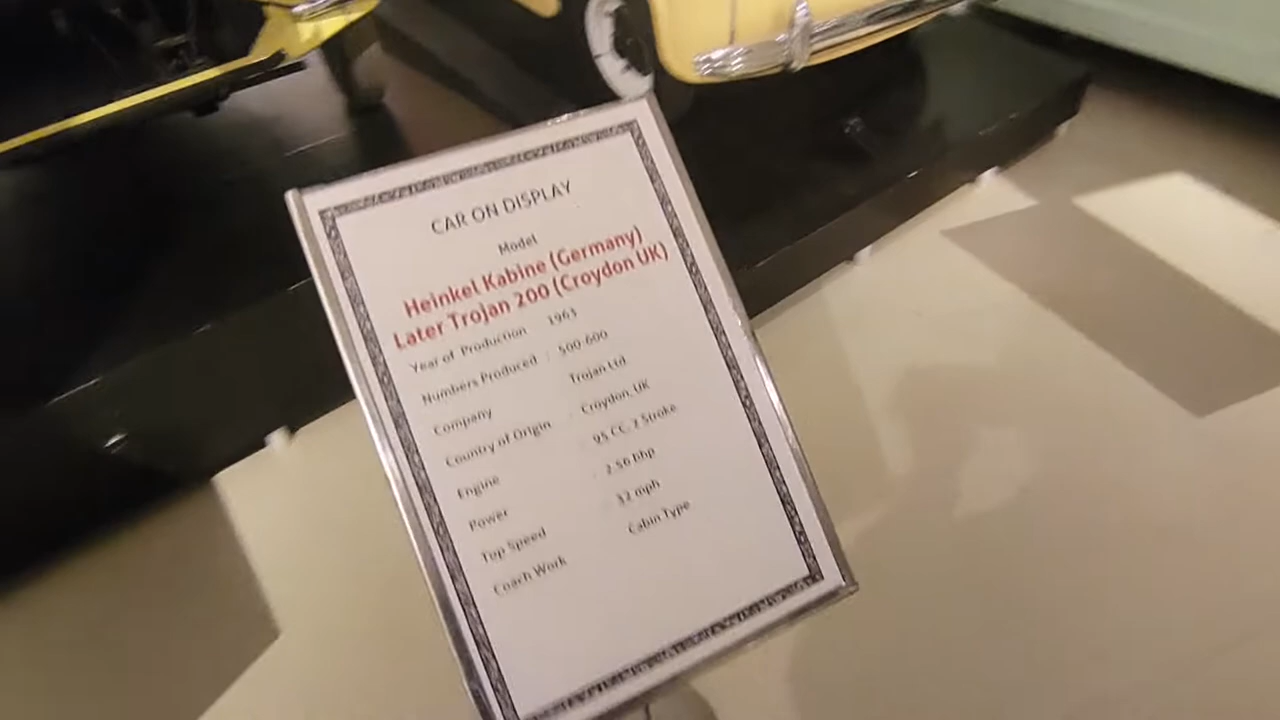 CAR ON DISPLAY
Model
Heinkel Kabine (Germany)
Later Trojan 200 (Croydon UK)
Year of Production 1963
Numbers Produced : 500-600
Company Trojan Ltd
Country of Origin : Croydon, UK
Engine 95 CC, 2 Stroke
Power : 2.50 bhp
Top Speed : 32 mph
Coach Work Cabin Type